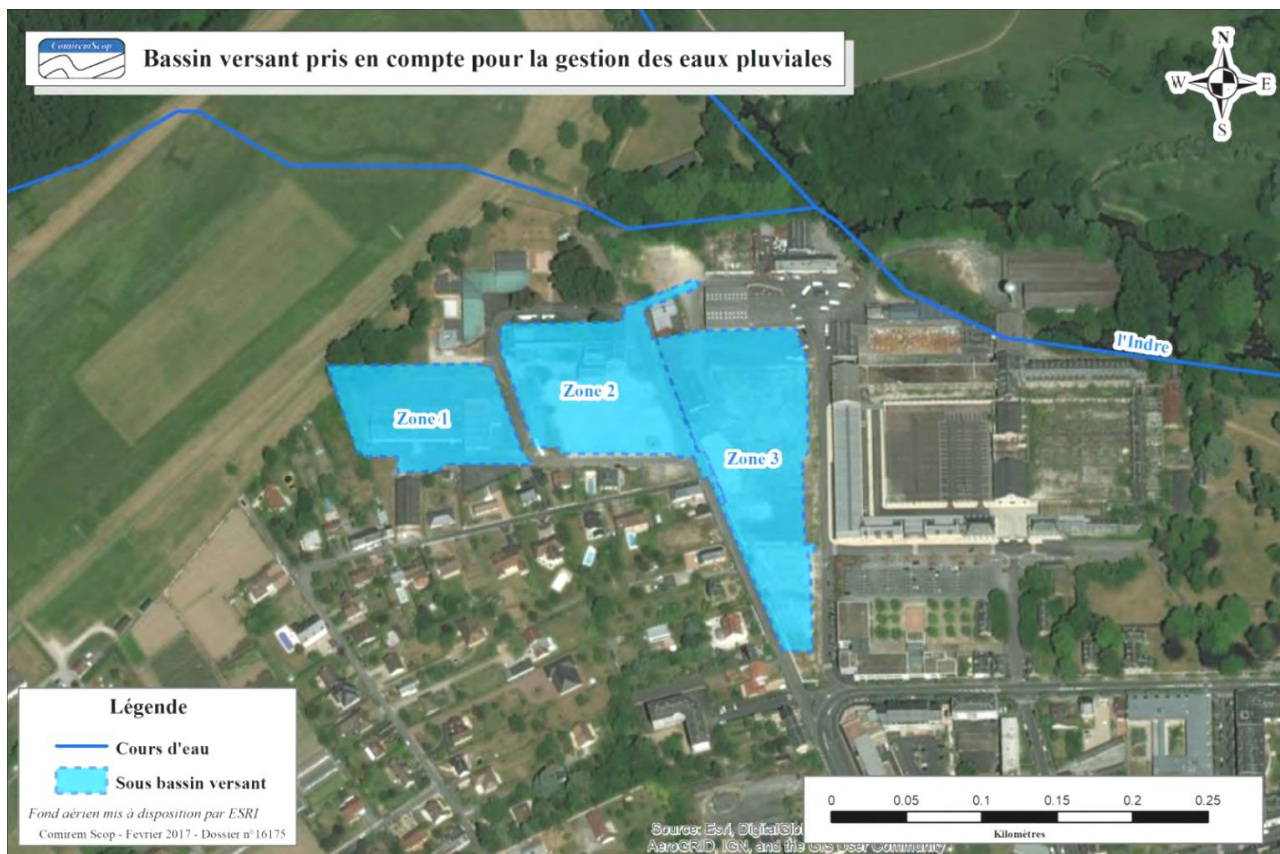 ComiremScop
Bassin versant pris en compte pour la gestion des eaux pluviales
N
W E
S
l'Indre
Zone 1
Zone 2
Zone 3
Légende
Cours d'eau
Sous bassin versant
Fond aérien mis à disposition par ESRI
Comirem Scop - Fevrier 2017 - Dossier n°16175
0 0.05 0.1 0.15 0.2 0.25
Kilomètres
Source: Esri, DigitalGlo
AeroGRID, IGN, and the GIS User Community